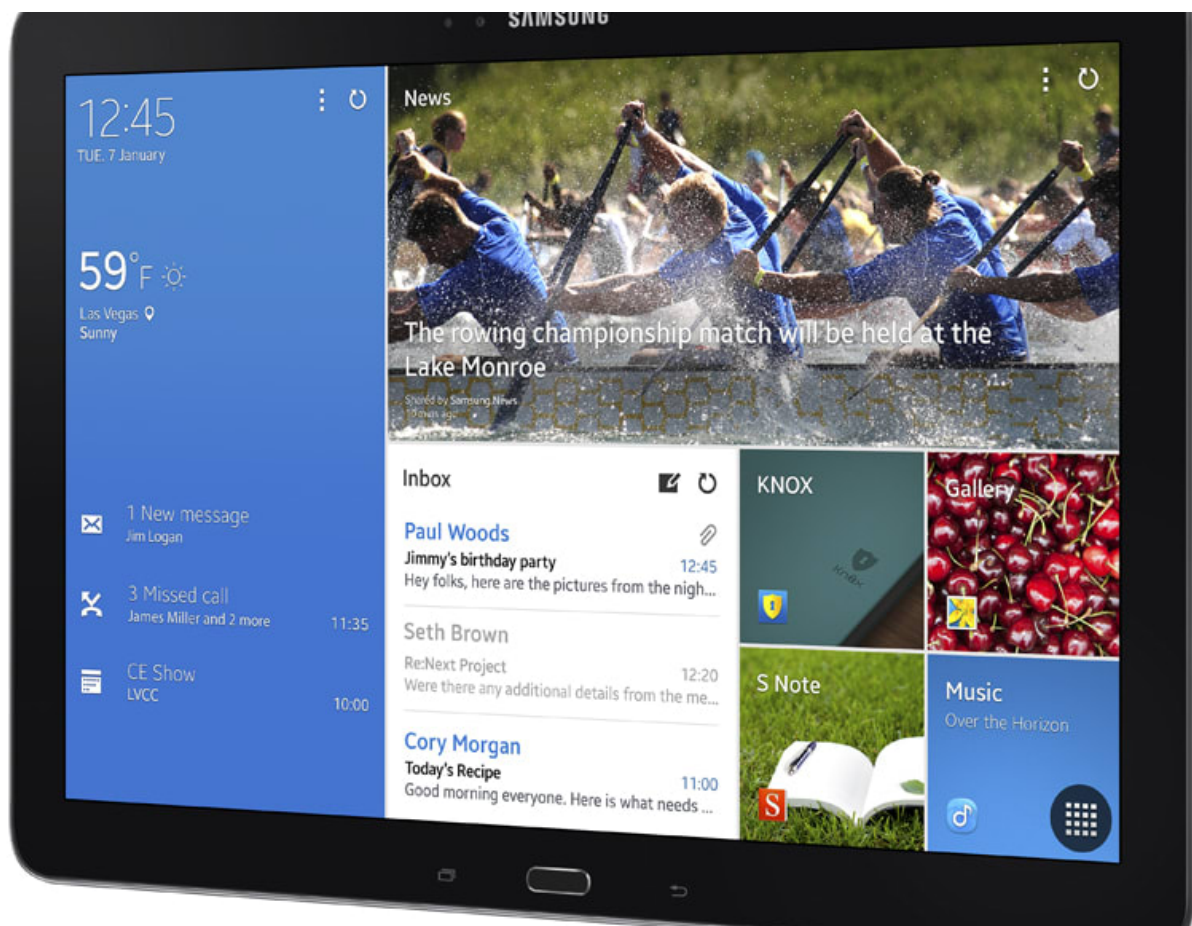 SAMSUNG
12:45
TUE. 7 January
59°F
Las Vegas
Sunny
1 New message
Jim Logan
3 Missed call
James Miller and 2 more 11:35
CE Show
LVCC 10:00
News
The rowing championship match will be held at the
Lake Monroe
Shared by Samsung News
10 mins ago
Inbox
Paul Woods
Jimmy's birthday party 12:45
Hey folks, here are the pictures from the nigh...
Seth Brown
Re:Next Project 12:20
Were there any additional details from the me...
Cory Morgan
Today's Recipe 11:00
Good morning everyone. Here is what needs ...
KNOX
Knox
Gallery
S Note
S
Music
Over the Horizon